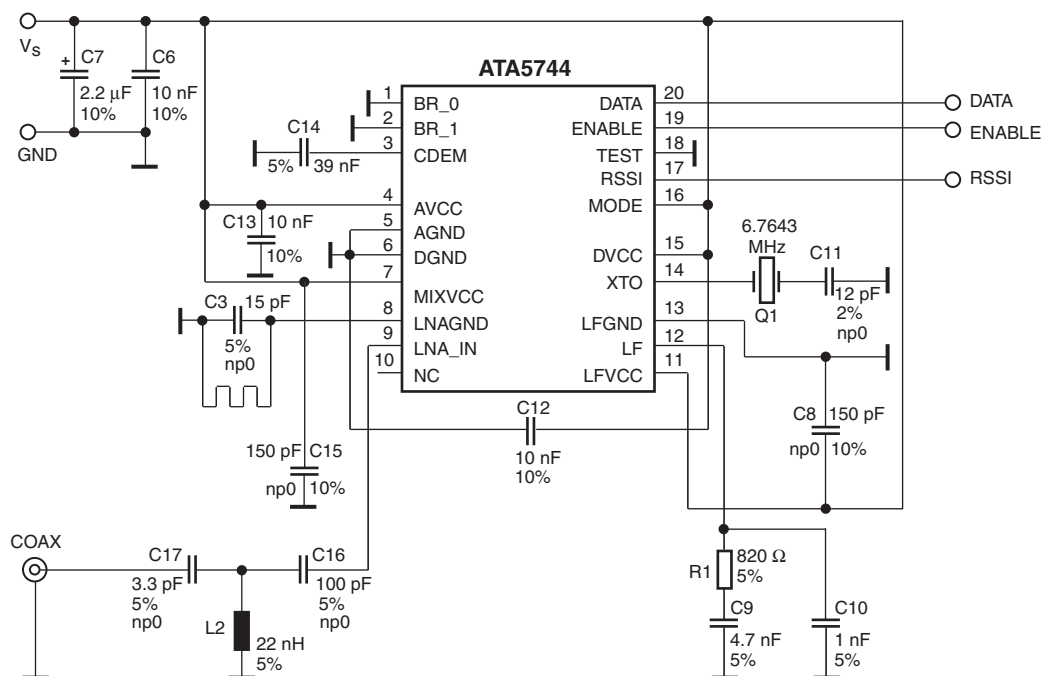 VS
C7
+
2.2 µF
10%
C6
10 nF
10%
GND
ATA5744
1
BR_0
2
BR_1
3
CDEM
4
AVCC
5
AGND
6
DGND
7
MIXVCC
8
LNAGND
9
LNA_IN
10
NC
20
DATA
19
ENABLE
18
TEST
17
RSSI
16
MODE
15
DVCC
14
XTO
13
LFGND
12
LF
11
LFVCC
DATA
ENABLE
RSSI
C14
5%
39 nF
C13
10 nF
10%
C3
15 pF
5%
np0
6.7643
MHz
Q1
C11
12 pF
2%
np0
C12
10 nF
10%
C8
150 pF
np0
10%
150 pF
C15
np0
10%
COAX
C17
3.3 pF
5%
np0
C16
100 pF
5%
np0
L2
22 nH
5%
R1
820 Ω
5%
C9
4.7 nF
5%
C10
1 nF
5%